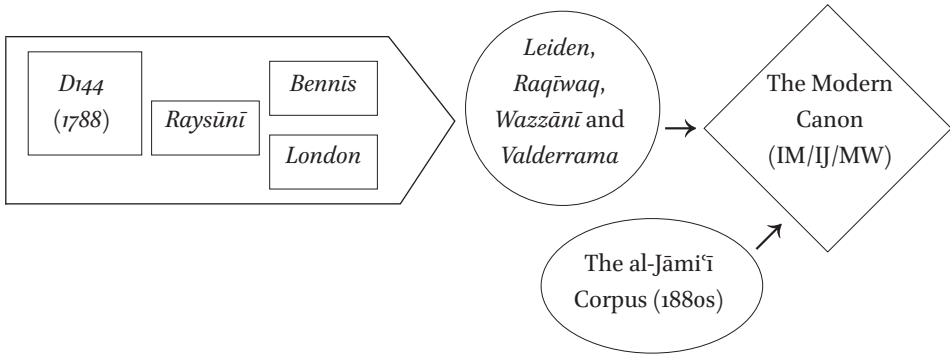 D144
(1788)
Raysūnī
Bennīs
London
Leiden,
Raqīwaq,
Wazzānī and
Valderrama
The Modern
Canon
(IM/IJ/MW)
The al-Jāmiʿī
Corpus (1880s)